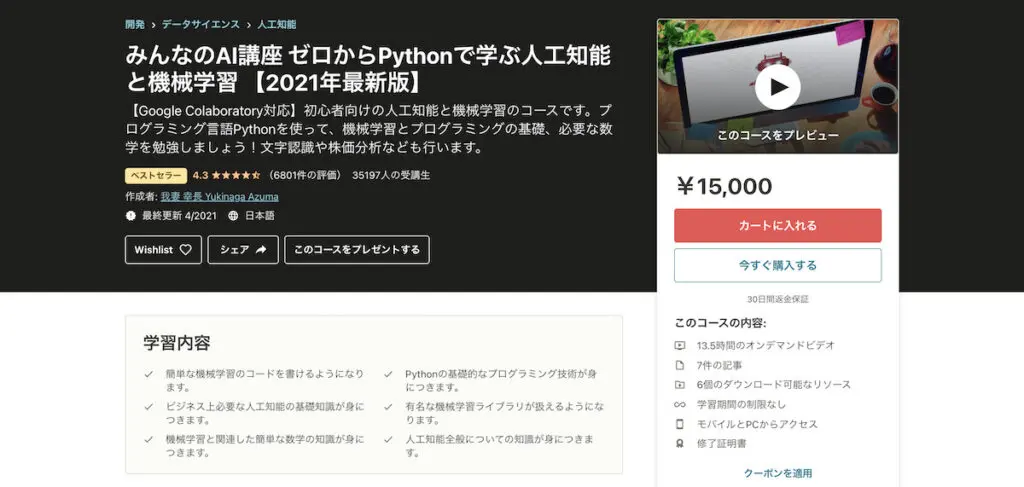 開発 > データサイエンス > 人工知能
みんなのAI講座 ゼロからPythonで学ぶ人工知能
と機械学習 【2021年最新版】
【Google Colaboratory対応】初心者向けの人工知能と機械学習のコースです。プ
ログラミング言語Pythonを使って、機械学習とプログラミングの基礎、必要な数
学を勉強しましょう！文字認識や株価分析なども行います。
ベストセラー 4.3 (6801件の評価) 35197人の受講生
作成者: 我妻 幸長 Yukinaga Azuma
最終更新 4/2021 日本語
Wishlist シェア このコースをプレゼントする
このコースをプレビュー
¥15,000
カートに入れる
今すぐ購入する
30日間返金保証
このコースの内容:
13.5時間のオンデマンドビデオ
7件の記事
6個のダウンロード可能なリソース
学習期間の制限なし
モバイルとPCからアクセス
修了証明書
クーポンを適用
学習内容
簡単な機械学習のコードを書けるようになり
ます。
ビジネス上必要な人工知能の基礎知識が身に
つきます。
機械学習と関連した簡単な数学の知識が身に
つきます。
Pythonの基礎的なプログラミング技術が身
につきます。
有名な機械学習ライブラリが扱えるようにな
ります。
人工知能全般についての知識が身につきま
す。